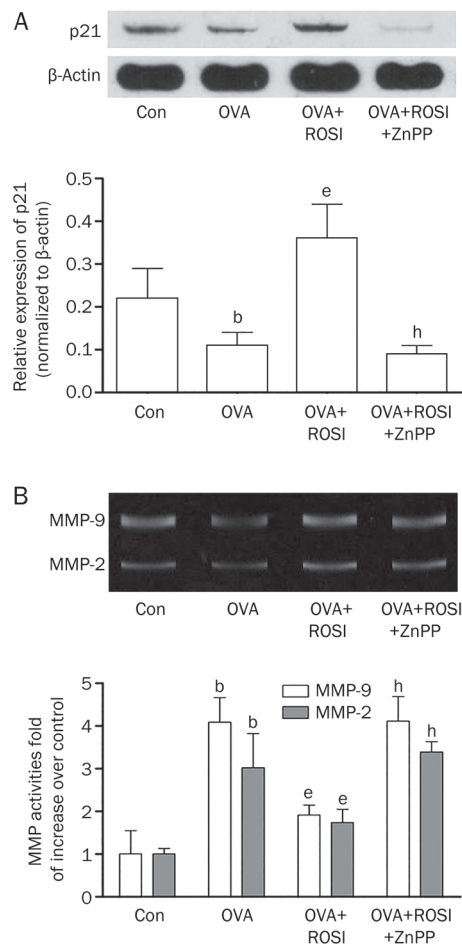 A
p21
β-Actin
Con OVA OVA+ OVA+ROSI
ROSI +ZnPP
Relative expression of p21
(normalized to β-actin)
0.5
0.4
0.3
0.2
0.1
0.0
b
e
h
Con OVA OVA+ OVA+ROSI
ROSI +ZnPP
B
MMP-9
MMP-2
Con OVA OVA+ OVA+ROSI
ROSI +ZnPP
MMP activities fold
of increase over control
5
4
3
2
1
0
MMP-9
MMP-2
b
b
e
e
h
h
Con OVA OVA+ OVA+ROSI
ROSI +ZnPP